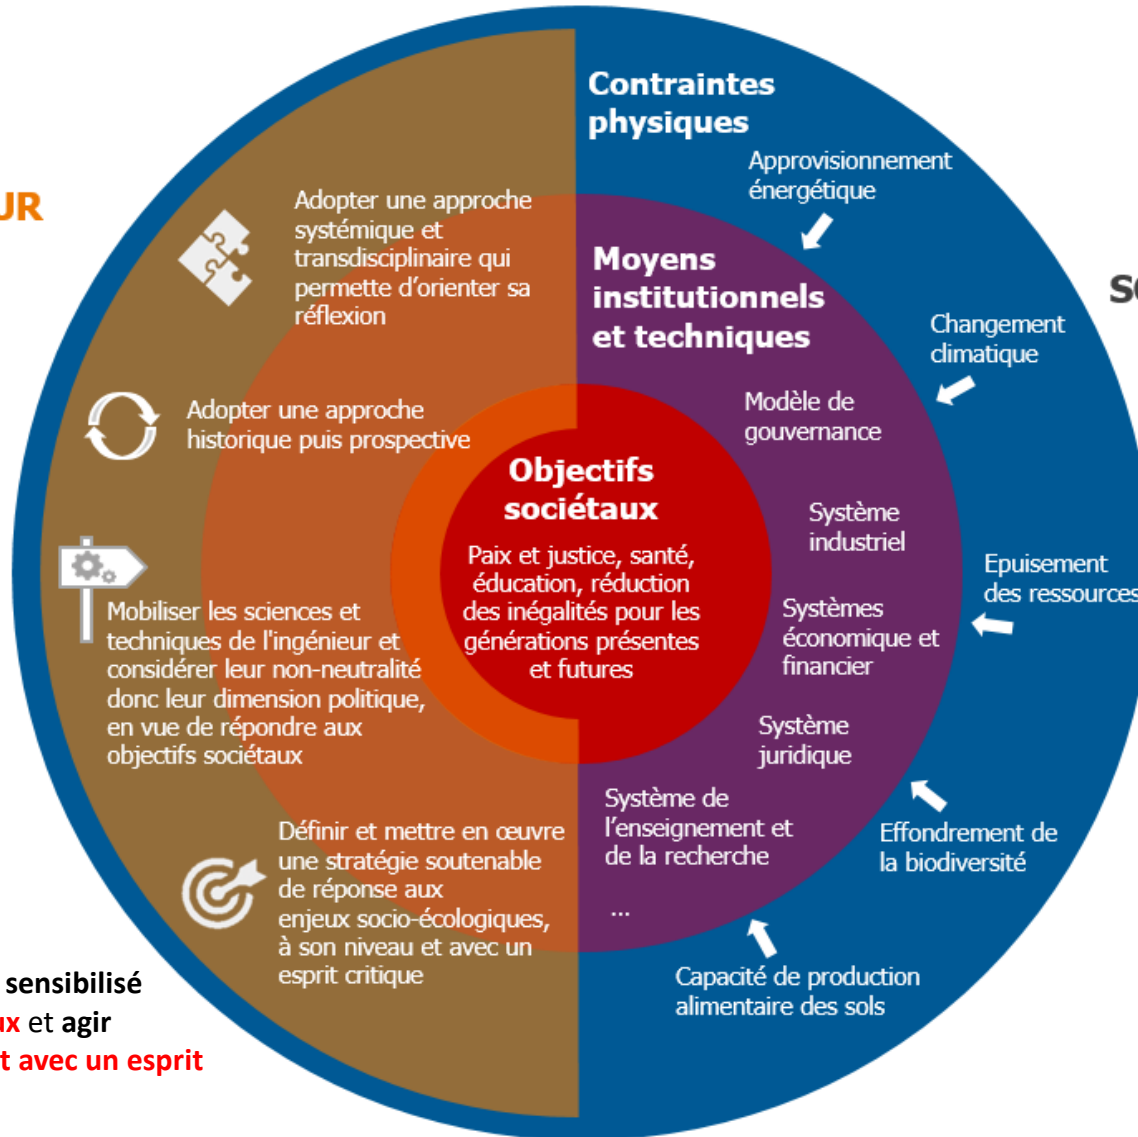 UR
Adopter une approche
systémique et
transdisciplinaire qui
permette d'orienter sa
réflexion
Adopter une approche
historique puis prospective
Mobiliser les sciences et
techniques de l'ingénieur et
considérer leur non-neutralité
donc leur dimension politique,
en vue de répondre aux
objectifs sociétaux
Définir et mettre en œuvre
une stratégie soutenable
de réponse aux
enjeux socio-écologiques,
à son niveau et avec un
esprit critique
sensibilisé
ux et agir
t avec un esprit
Objectifs
sociétaux
Paix et justice, santé,
éducation, réduction
des inégalités pour les
générations présentes
et futures
Moyens
institutionnels
et techniques
Modèle de
gouvernance
Système
industriel
Systèmes
économique et
financier
Système
juridique
Système de
l'enseignement et
de la recherche
...
Contraintes
physiques
Approvisionnement
énergétique
Changement
climatique
Epuisement
des ressources
Effondrement de
la biodiversité
Capacité de production
alimentaire des sols